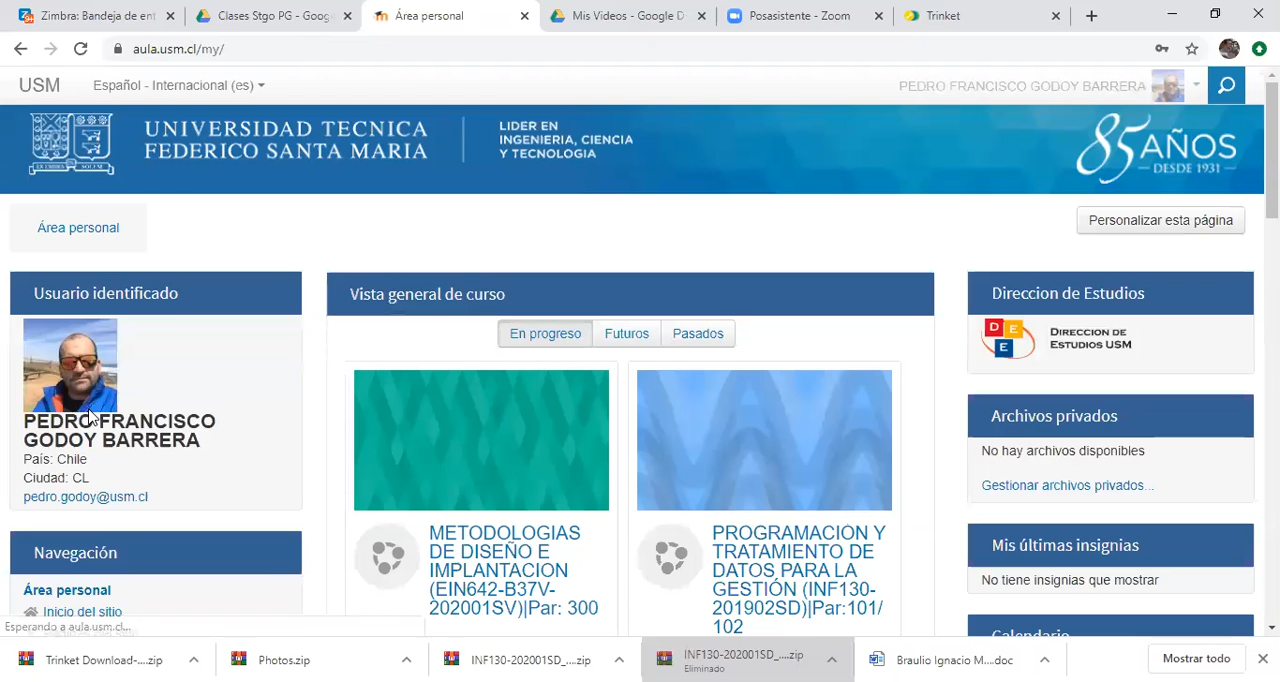 Zimbra: Bandeja de ent
Clases Stgo PG - Goog
Área personal
Mis Videos - Google D
Posasistente - Zoom
Trinket
aula.usm.cl/my/
USM
Español - Internacional (es)
PEDRO FRANCISCO GODOY BARRERA
UNIVERSIDAD TECNICA
FEDERICO SANTA MARIA
LIDER EN
INGENIERIA, CIENCIA
Y TECNOLOGIA
85 AÑOS
DESDE 1931
Área personal
Personalizar esta página
Usuario identificado
PEDRO FRANCISCO
GODOY BARRERA
País: Chile
Ciudad: CL
pedro.godoy@usm.cl
Navegación
Área personal
Inicio del sitio
Esperando a aula.usm.cl...
Vista general de curso
En progreso
Futuros
Pasados
METODOLOGIAS
DE DISEÑO E
IMPLANTACION
(EIN642-B37V-
202001SV)|Par: 300
PROGRAMACIÓN Y
TRATAMIENTO DE
DATOS PARA LA
GESTIÓN (INF130-
201902SD)|Par:101/
102
Direccion de Estudios
D E
E
DIRECCION DE
ESTUDIOS USM
Archivos privados
No hay archivos disponibles
Gestionar archivos privados...
Mis últimas insignias
No tiene insignias que mostrar
Calendario
Trinket Download-....zip
Photos.zip
INF130-202001SD_....zip
INF130-202001SD_....zip
Eliminado
Braulio Ignacio M....doc
Mostrar todo